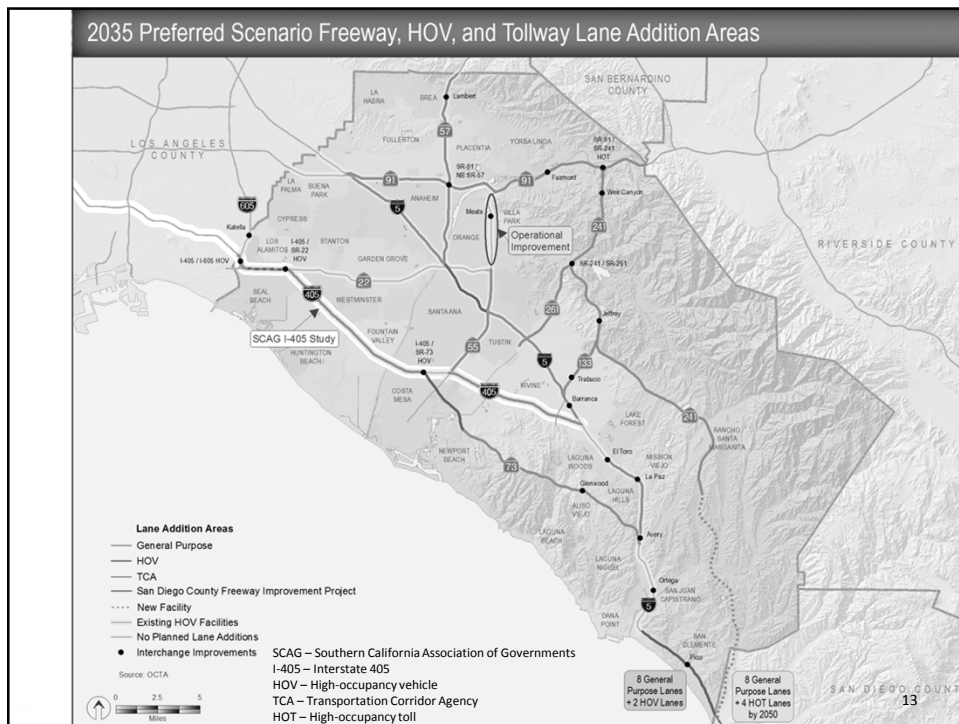 2035 Preferred Scenario Freeway, HOV, and Tollway Lane Addition Areas
SAN BERNARDINO
COUNTY
LOS ANGELES
COUNTY
LA
HABRA
BREA
Lambert
57
FULLERTON
PLACENTIA
YORBA LINDA
SR-91 /
SR-241
HOT
SR-91 /
NB SR-57
LA
PALMA
BUENA
PARK
91
ANAHEIM
91
Fairmont
Weir Canyon
605
CYPRESS
5
Meats
VILLA
PARK
ORANGE
Operational
Improvement
241
RIVERSIDE COUNTY
Katella
LOS
ALAMITOS
I-405 /
SR-22
HOV
STANTON
GARDEN GROVE
I-405 / I-605 HOV
22
SR-241 / SR-261
SEAL
BEACH
405
WESTMINSTER
SANTA ANA
261
Jeffrey
SCAG I-405 Study
FOUNTAIN
VALLEY
I-405 /
SR-73
HOV
55
TUSTIN
HUNTINGTON
BEACH
5
133
Trabuco
COSTA
MESA
405
IRVINE
Barranca
LAKE
FOREST
241
RANCHO
SANTA
MARGARITA
NEWPORT
BEACH
73
LAGUNA
WOODS
El Toro
MISSION
VIEJO
La Paz
Glenwood
LAGUNA
HILLS
ALISO
VIEJO
LAGUNA
BEACH
Avery
LAGUNA
NIGUEL
Ortega
SAN JUAN
CAPISTRANO
5
DANA
POINT
SAN
CLEMENTE
Pico
8 General
Purpose Lanes
+ 2 HOV Lanes
8 General
Purpose Lanes
+ 4 HOT Lanes
by 2050
SAN DIEGO COUNTY
Lane Addition Areas
General Purpose
HOV
TCA
San Diego County Freeway Improvement Project
New Facility
Existing HOV Facilities
No Planned Lane Additions
Interchange Improvements
Source: OCTA
0 2.5 5
Miles
SCAG – Southern California Association of Governments
I-405 – Interstate 405
HOV – High-occupancy vehicle
TCA – Transportation Corridor Agency
HOT – High-occupancy toll
13